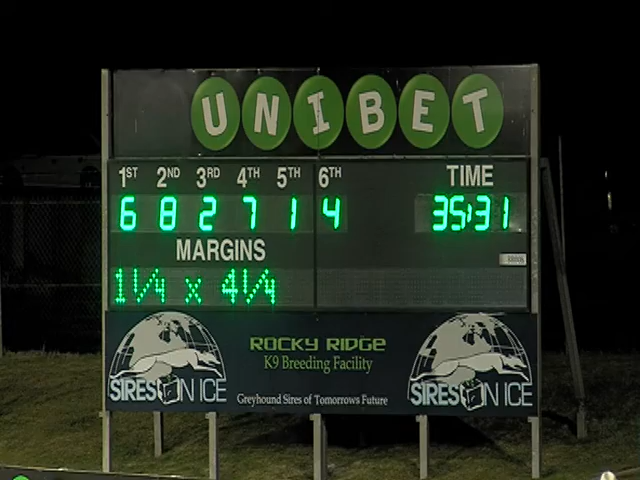 UNIBET
1ST 2ND 3RD 4TH 5TH 6TH TIME
6 8 2 7 1 4 35:31
MARGINS
1¼ x 4¼
ROCKY RIDGE
K9 Breeding Facility
SIRES ON ICE
Greyhound Sires of Tomorrows Future
SIRES ON ICE